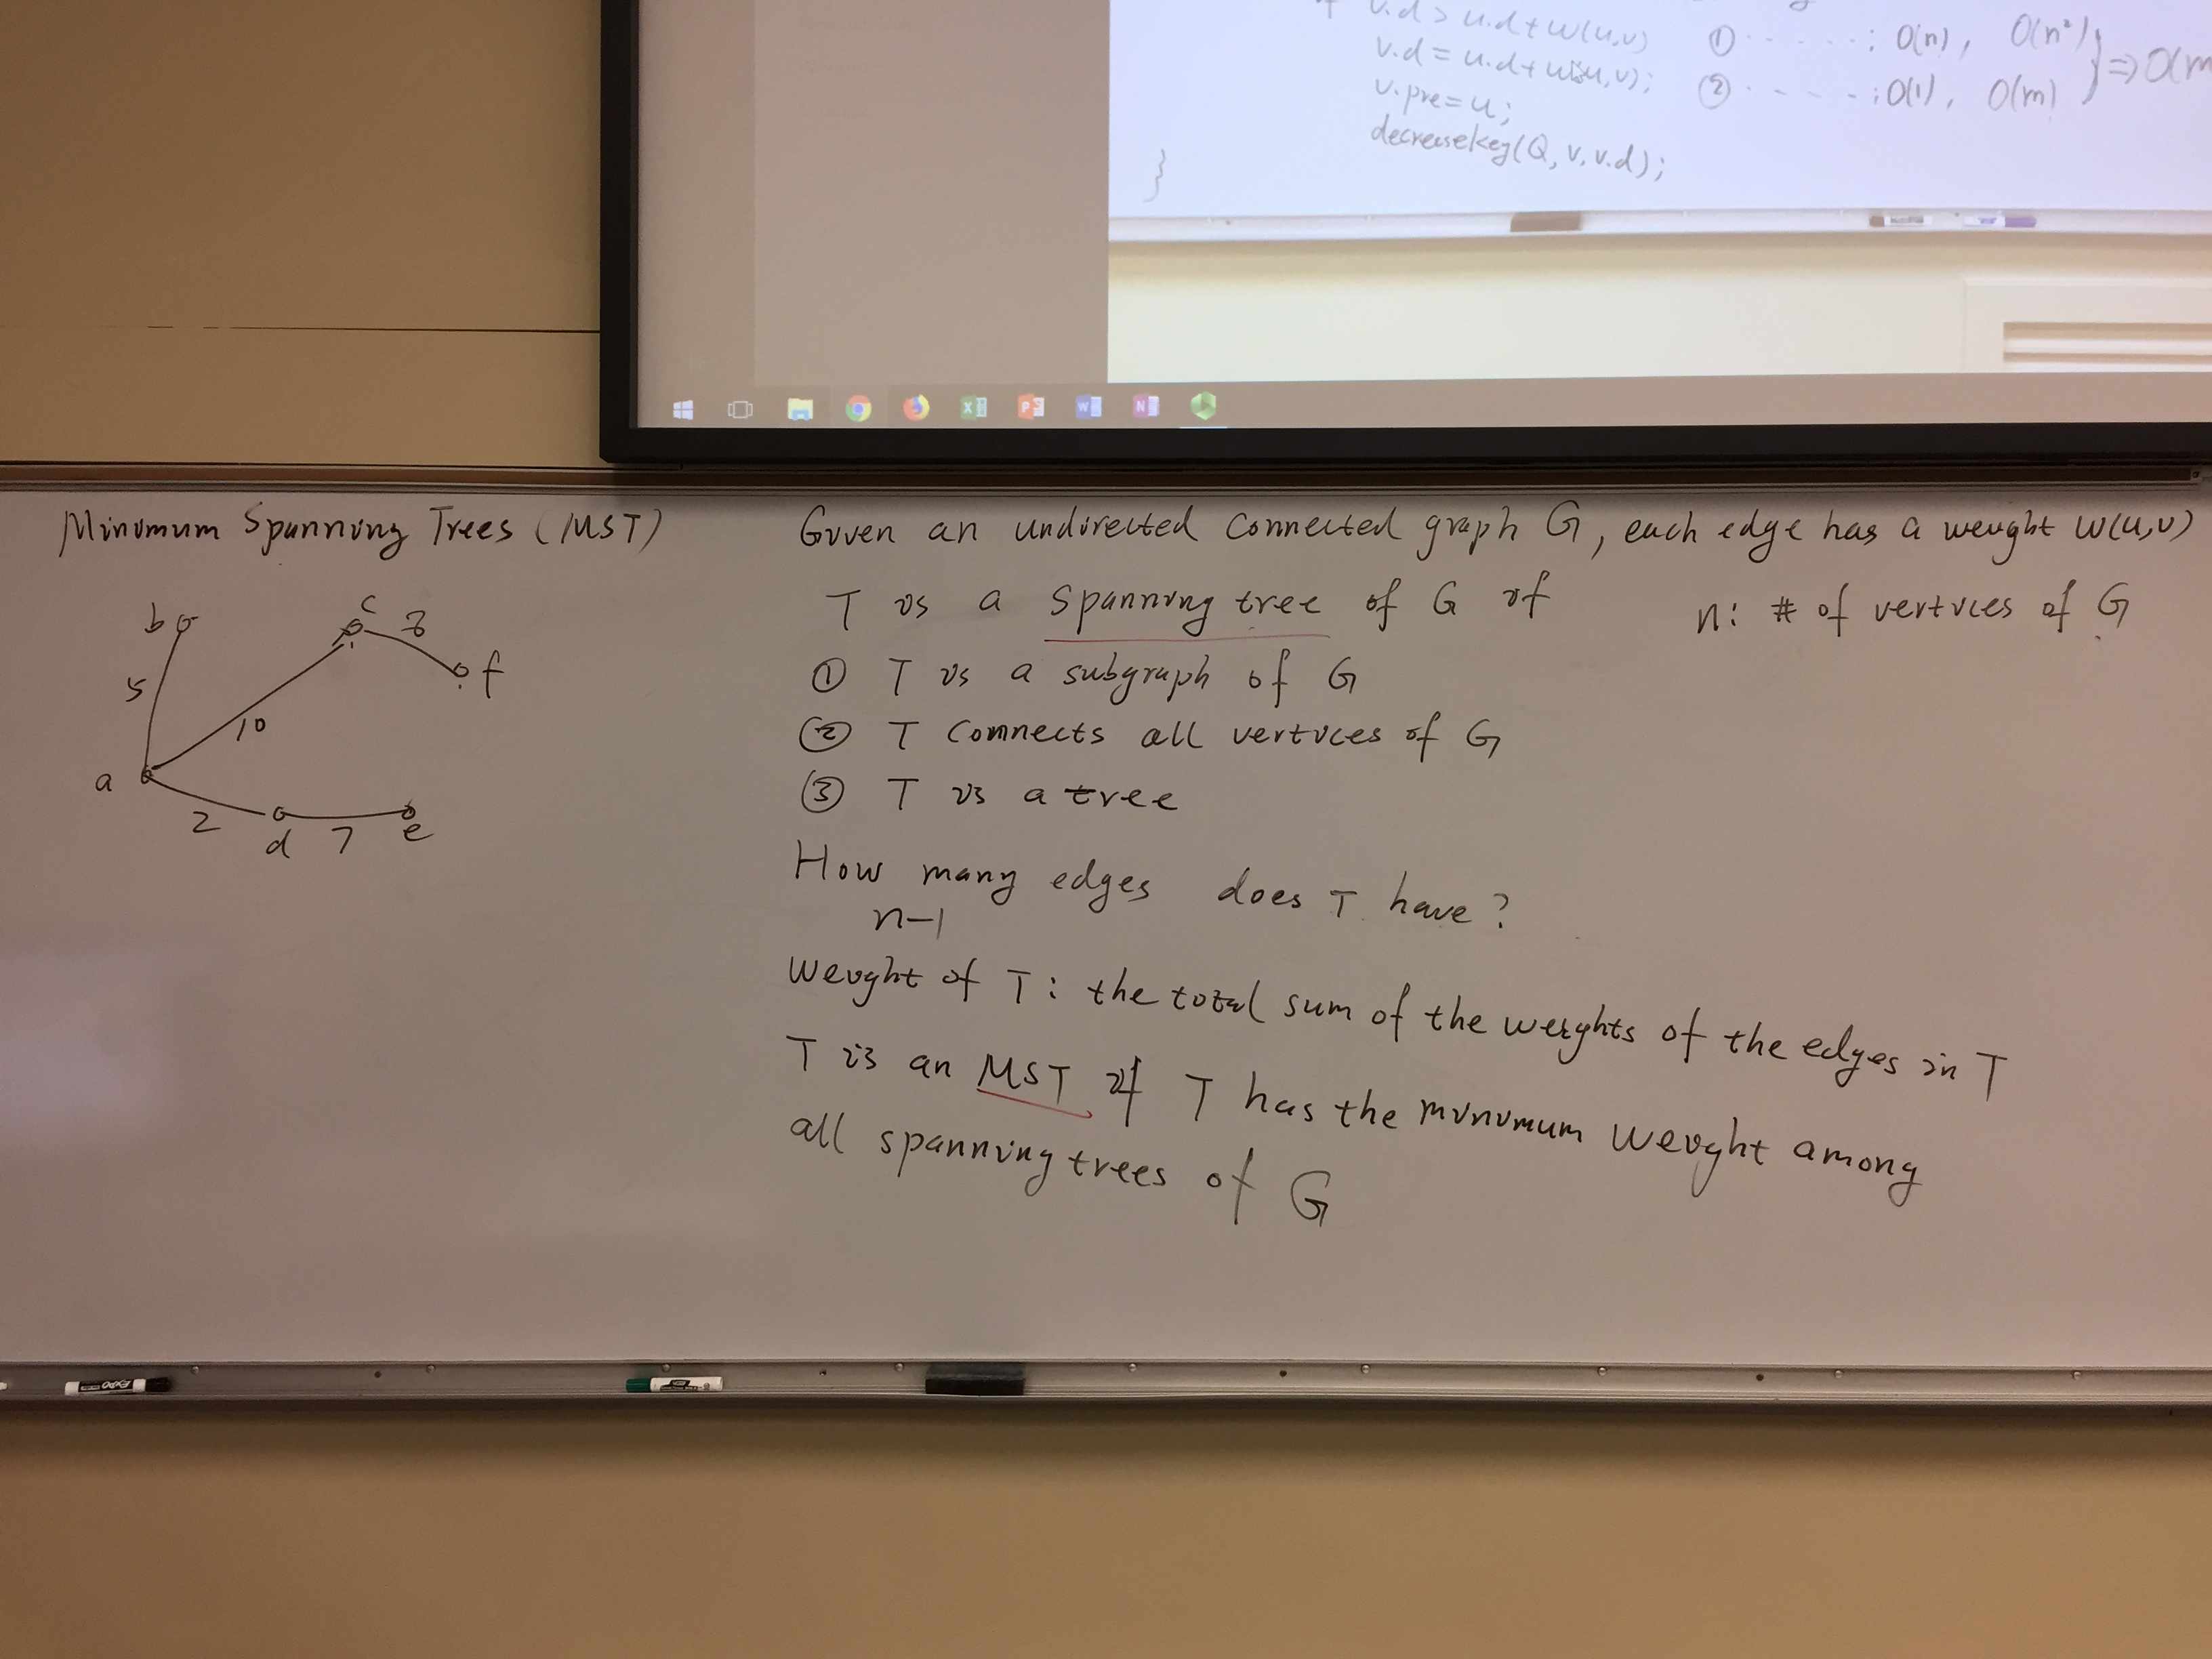 v.d > u.d + w(u,v)
v.d = u.d + w(u,v);
v.pre = u;
decreasekey(Q, v, v.d);
}
① ······ : O(n), O(n²)
② ····· : O(1), O(m)
} ⇒ O(m
Minimum Spanning Trees (MST)
b
c
8
f
5
10
a
2
d
7
e
Given an undirected connected graph G, each edge has a weight w(u,v)
T is a spanning tree of G if
n: # of vertices of G
① T is a subgraph of G
② T connects all vertices of G
③ T is a tree
How many edges does T have?
n-1
weight of T: the total sum of the weights of the edges in T
T is an MST if T has the minimum weight among
all spanning trees of G
EXPO